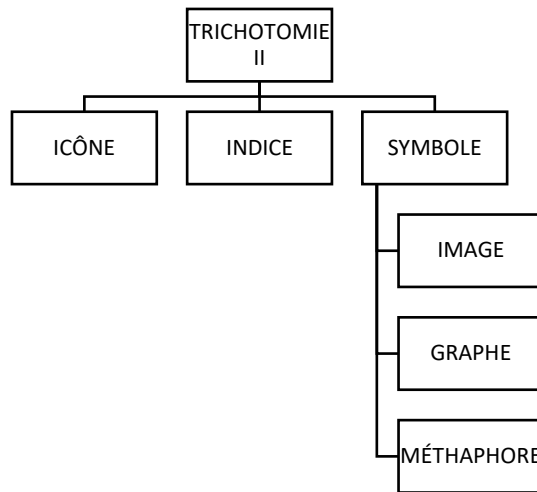 TRICHOTOMIE
II
ICÔNE
INDICE
SYMBOLE
IMAGE
GRAPHE
MÉTHAPHORE